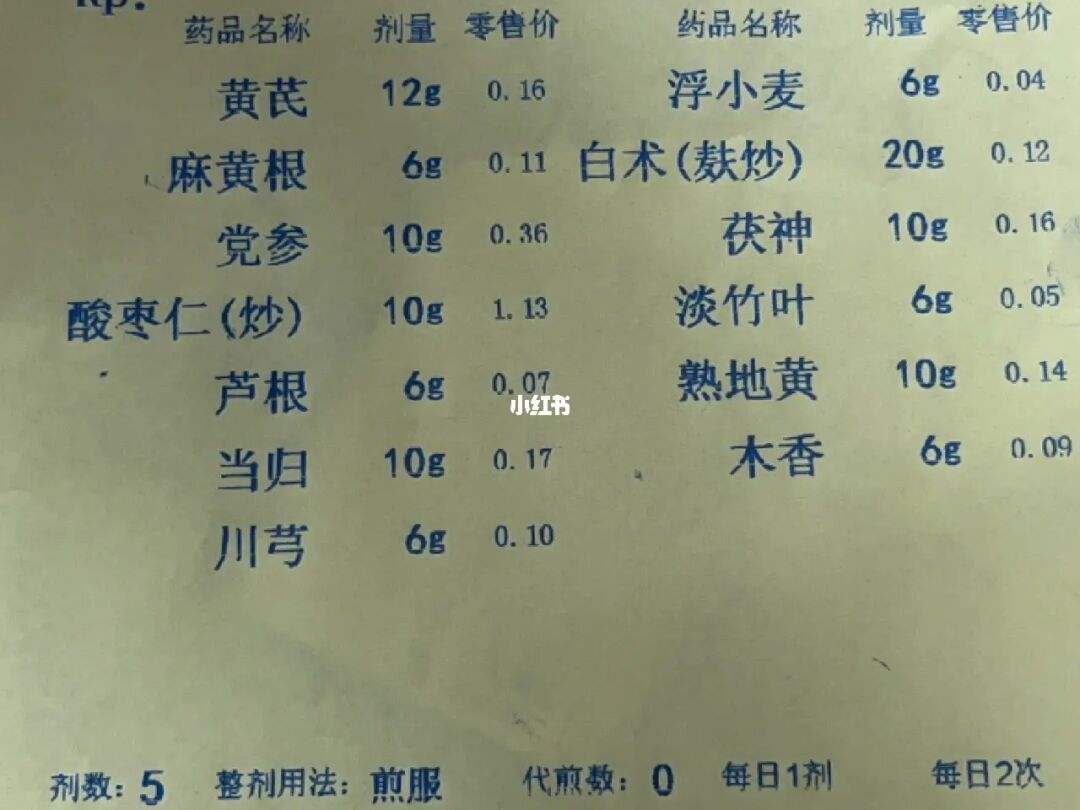 Rp:
药品名称 剂量 零售价 药品名称 剂量 零售价
黄芪 12g 0.16 浮小麦 6g 0.04
麻黄根 6g 0.11 白术(麸炒) 20g 0.12
党参 10g 0.36 茯神 10g 0.16
酸枣仁(炒) 10g 1.13 淡竹叶 6g 0.05
芦根 6g 0.07 熟地黄 10g 0.14
小红书
当归 10g 0.17 木香 6g 0.09
川芎 6g 0.10
剂数: 5 整剂用法: 煎服 代煎数: 0 每日1剂 每日2次